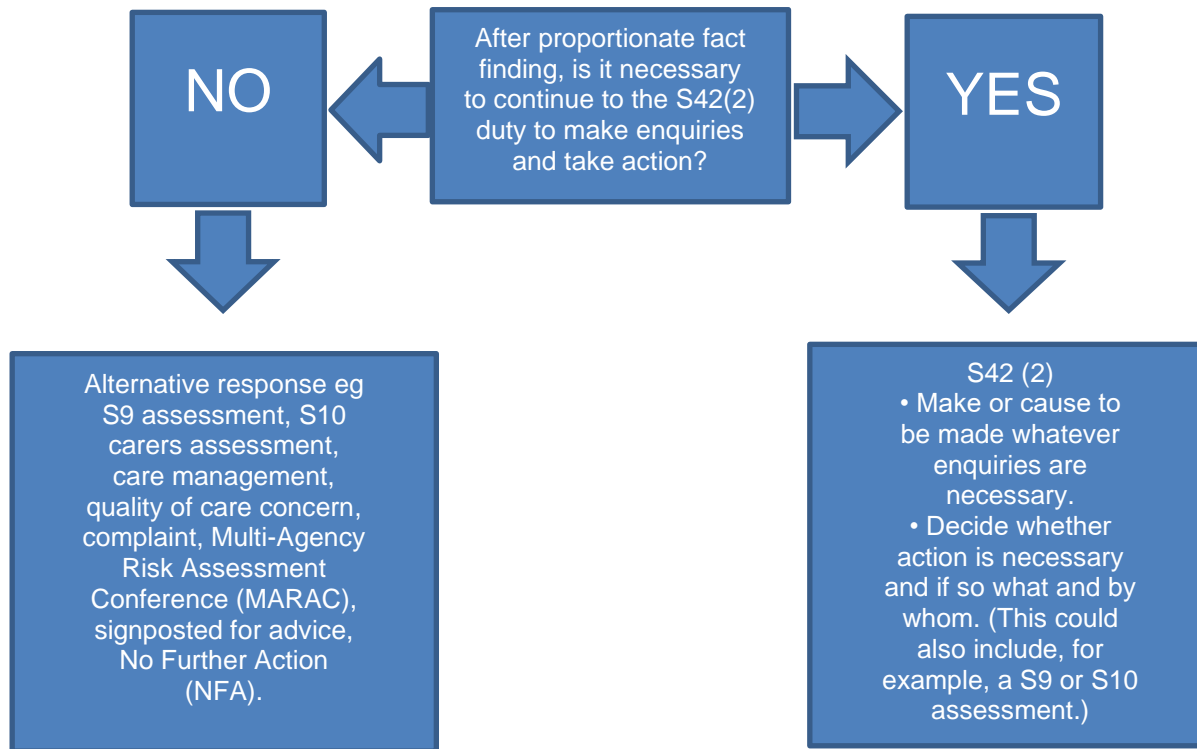 NO
After proportionate fact
finding, is it necessary
to continue to the S42(2)
duty to make enquiries
and take action?
YES
Alternative response eg
S9 assessment, S10
carers assessment,
care management,
quality of care concern,
complaint, Multi-Agency
Risk Assessment
Conference (MARAC),
signposted for advice,
No Further Action
(NFA).
S42 (2)
• Make or cause to
be made whatever
enquiries are
necessary.
• Decide whether
action is necessary
and if so what and by
whom. (This could
also include, for
example, a S9 or S10
assessment.)